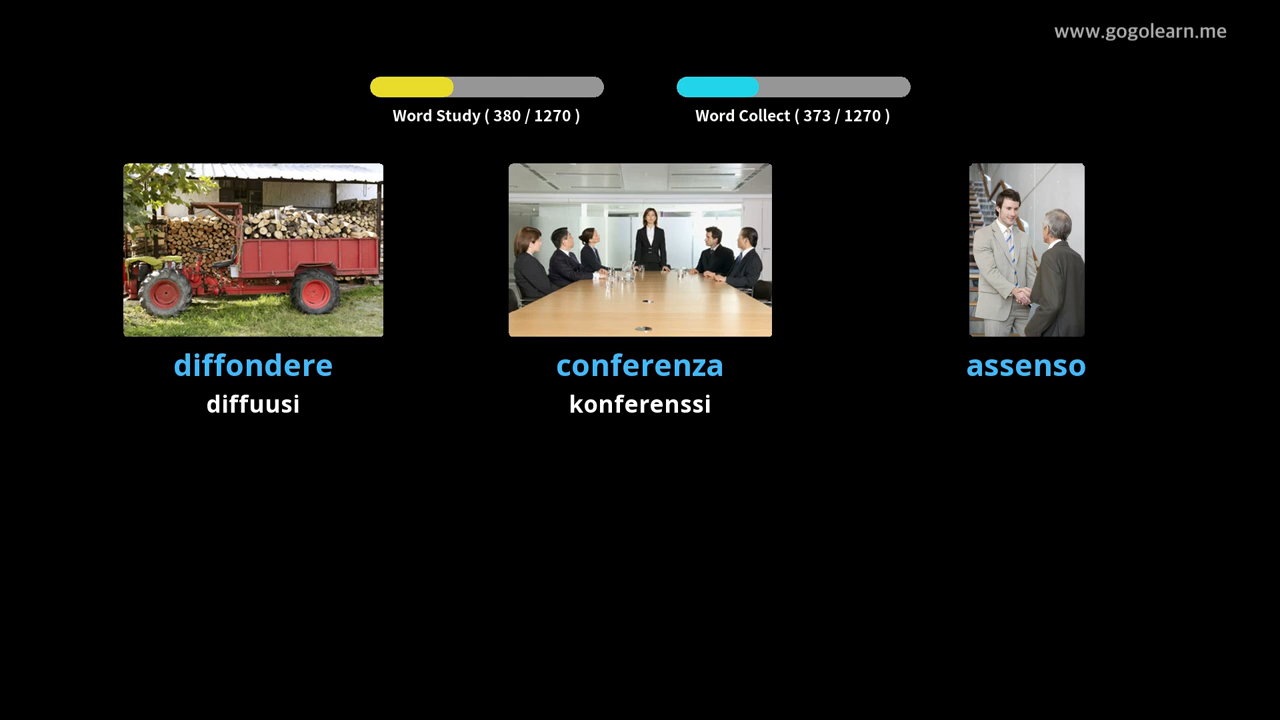 www.gogolearn.me
Word Study ( 380 / 1270 )
Word Collect ( 373 / 1270 )
diffondere
conferenza
assenso
diffuusi
konferenssi